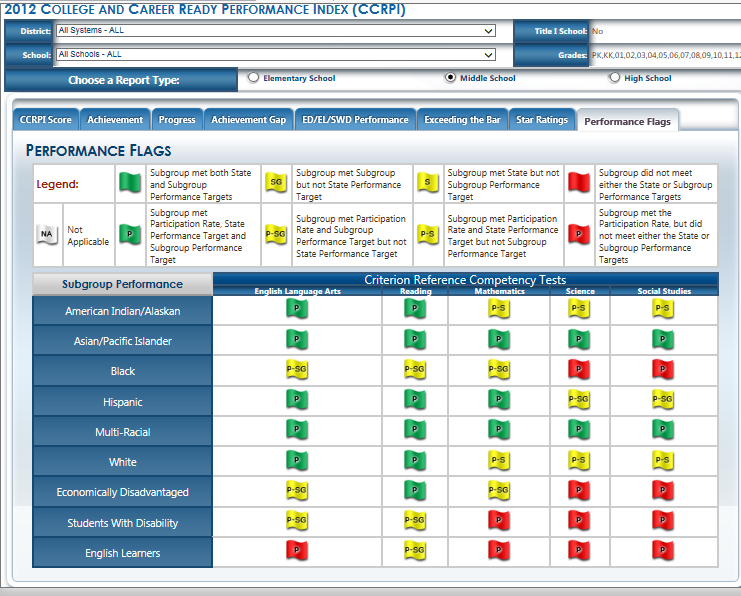 2012 COLLEGE AND CAREER READY PERFORMANCE INDEX (CCRPI)
District: All Systems - ALL Title I School: No
School: All Schools - ALL Grades: PK,KK,01,02,03,04,05,06,07,08,09,10,11,12
Choose a Report Type: Elementary School Middle School High School
CCRPI Score Achievement Progress Achievement Gap ED/EL/SWD Performance Exceeding the Bar Star Ratings Performance Flags
PERFORMANCE FLAGS
Legend:
Subgroup met both State
and Subgroup
Performance Targets
SG
Subgroup met Subgroup
but not State Performance
Target
S
Subgroup met State but not
Subgroup Performance
Target
Subgroup did not meet
either the State or Subgroup
Performance Targets
NA
Not
Applicable
P
Subgroup met
Participation Rate, State
Performance Target and
Subgroup Performance
Target
P-SG
Subgroup met Participation
Rate and Subgroup
Performance Target but not
State Performance Target
P-S
Subgroup met Participation
Rate and State Performance
Target but not Subgroup
Performance Target
P
Subgroup met the
Participation Rate, but did
not meet either the State or
Subgroup Performance
Targets
Subgroup Performance
Criterion Reference Competency Tests
English Language Arts Reading Mathematics Science Social Studies
American Indian/Alaskan P P P-S P-S P-S
Asian/Pacific Islander P P P P P
Black P-SG P-SG P-SG P P
Hispanic P P P P-SG P-SG
Multi-Racial P P P P P
White P P P-S P-S P-S
Economically Disadvantaged P-SG P P-SG P P
Students With Disability P-SG P-SG P P P
English Learners P P-SG P P P